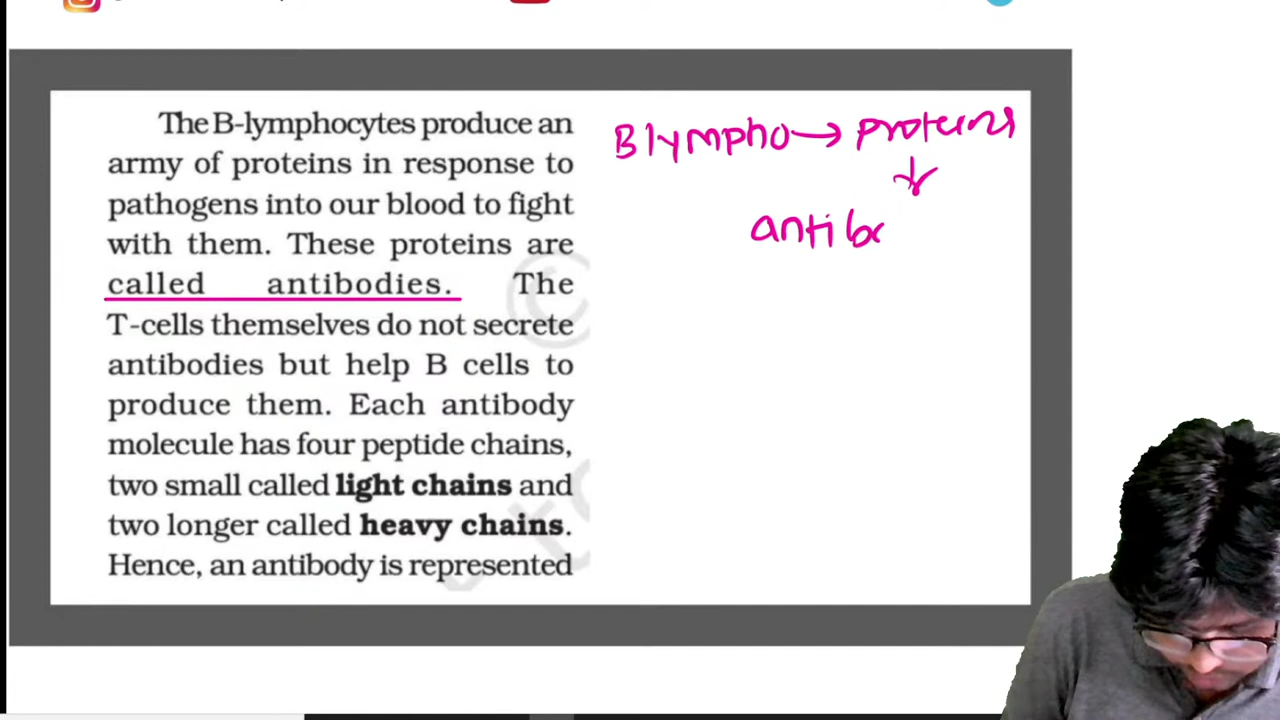 The B-lymphocytes produce an
army of proteins in response to
pathogens into our blood to fight
with them. These proteins are
called antibodies. The
T-cells themselves do not secrete
antibodies but help B cells to
produce them. Each antibody
molecule has four peptide chains,
two small called light chains and
two longer called heavy chains.
Hence, an antibody is represented
B lympho → proteins
↓
antibo